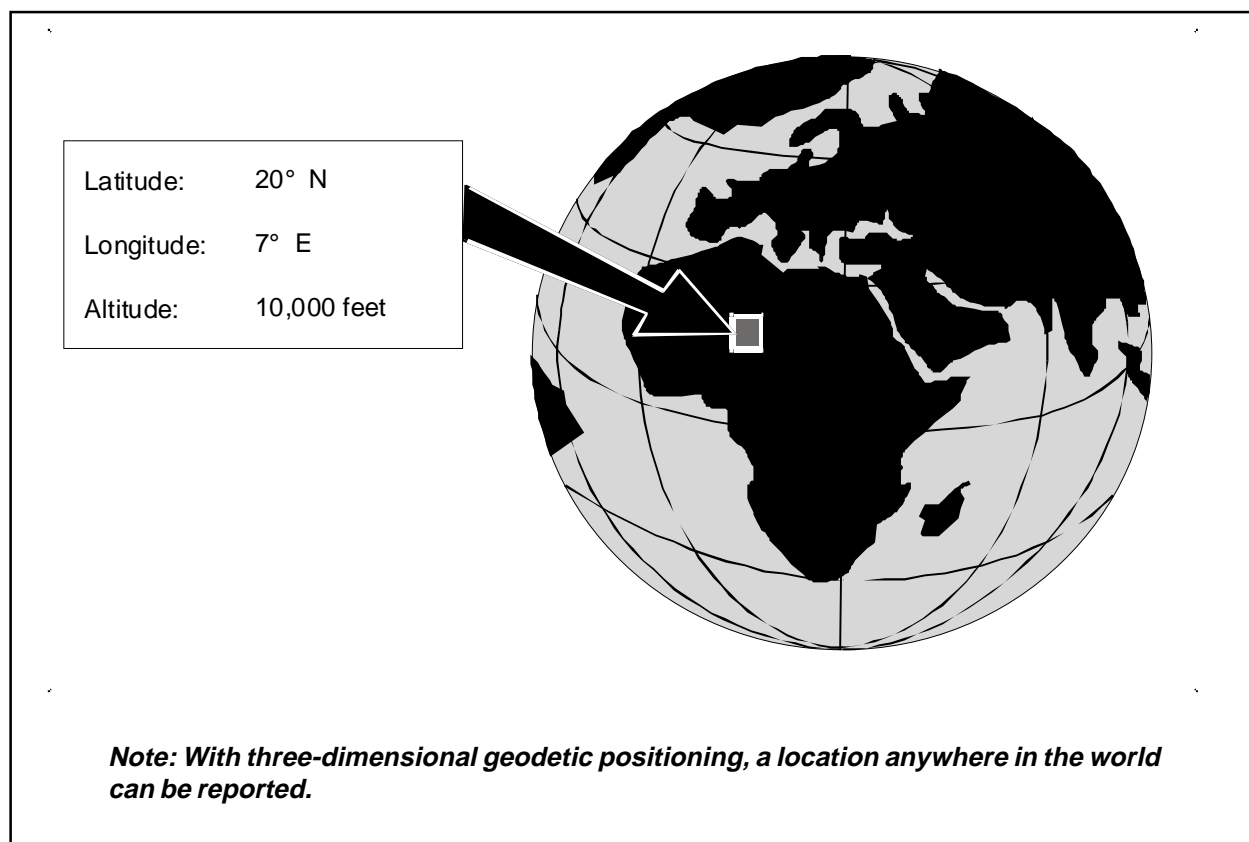 Latitude: 20° N
Longitude: 7° E
Altitude: 10,000 feet
Note: With three-dimensional geodetic positioning, a location anywhere in the world
can be reported.